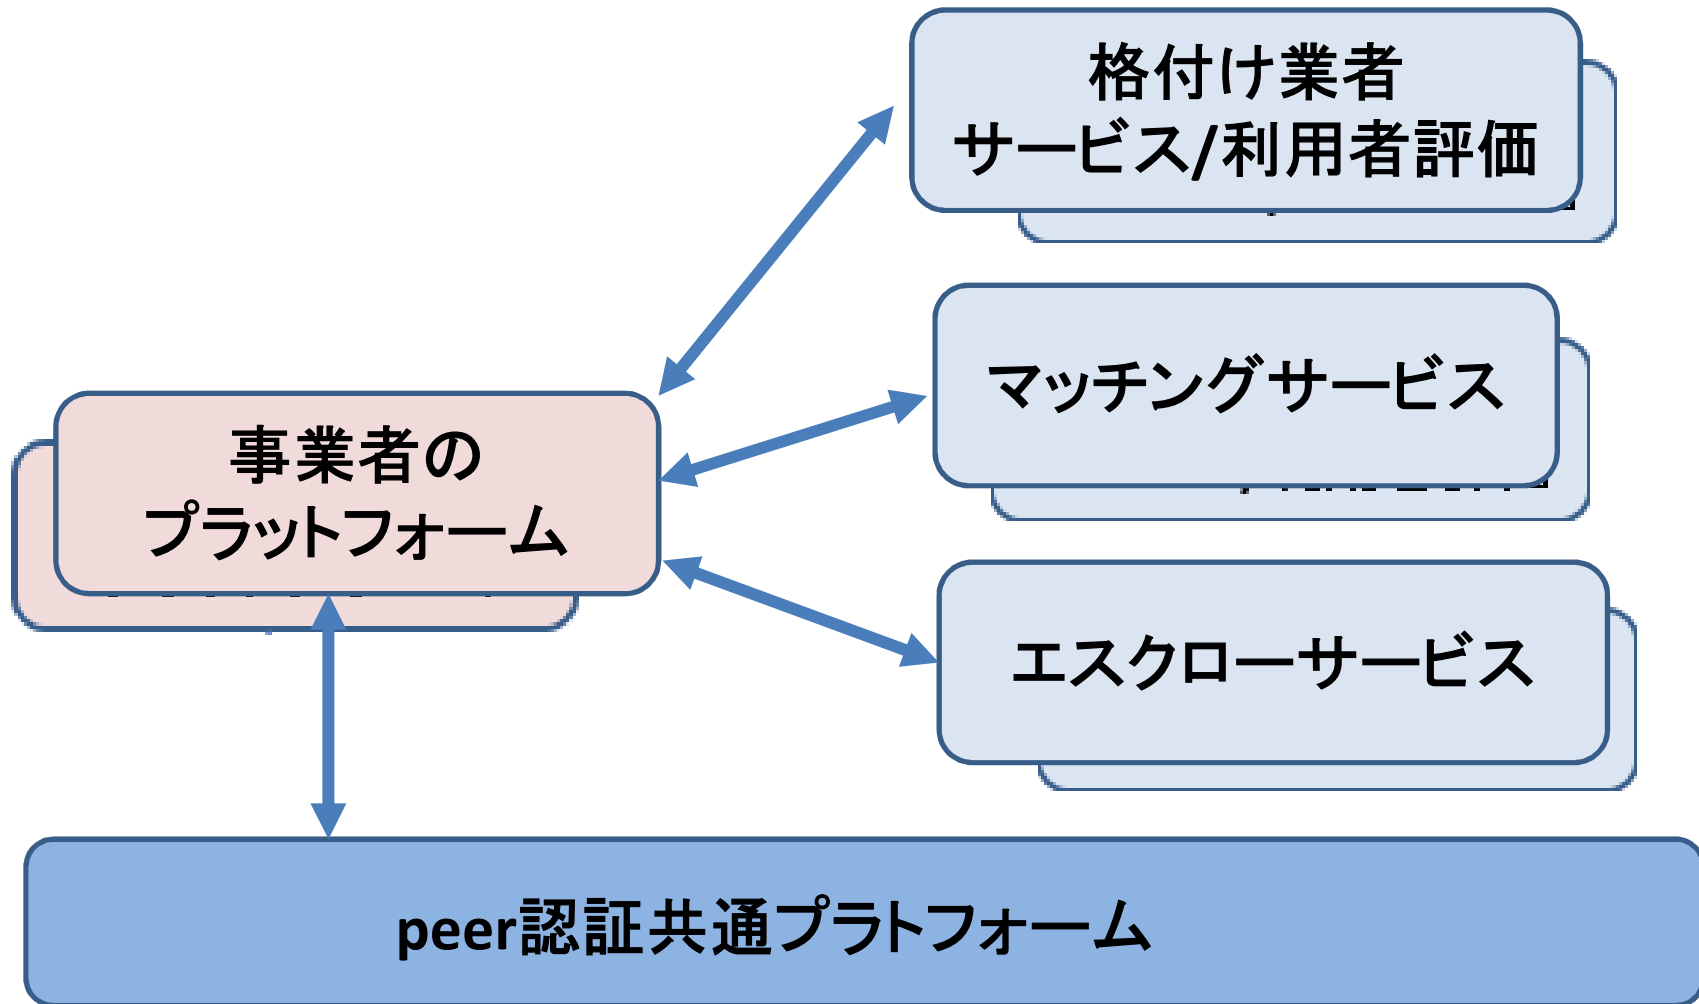 格付け業者
サービス/利用者評価
マッチングサービス
事業者の
プラットフォーム
エスクローサービス
peer認証共通プラトフォーム